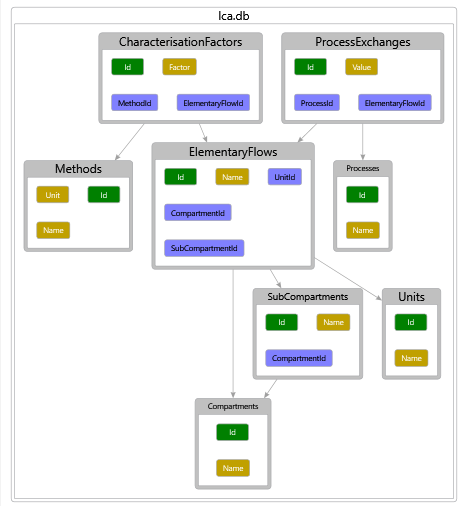 lca.db
CharacterisationFactors
Id
Factor
MethodId
ElementaryFlowId
ProcessExchanges
Id
Value
ProcessId
ElementaryFlowId
Methods
Unit
Id
Name
ElementaryFlows
Id
Name
UnitId
CompartmentId
SubCompartmentId
Processes
Id
Name
SubCompartments
Id
Name
CompartmentId
Units
Id
Name
Compartments
Id
Name